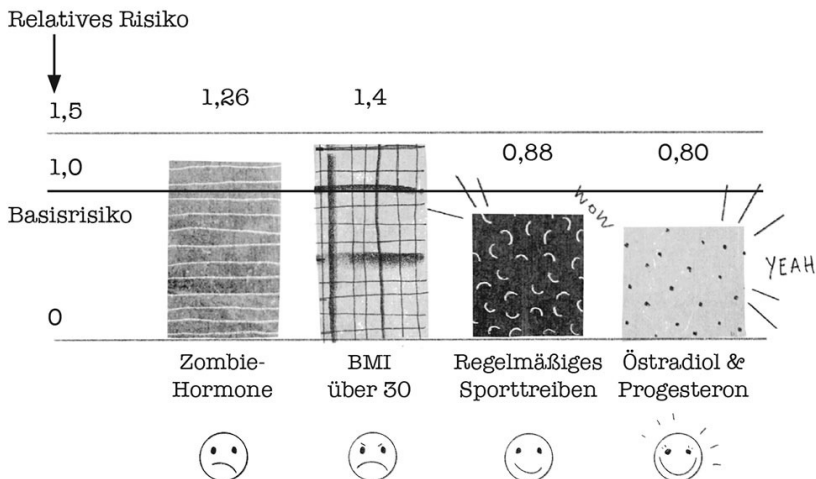 Relatives Risiko
1,5
1,26
1,4
1,0
0,88
0,80
Basisrisiko
WOW
YEAH
0
Zombie-
Hormone
BMI
über 30
Regelmäßiges
Sporttreiben
Östradiol &
Progesteron